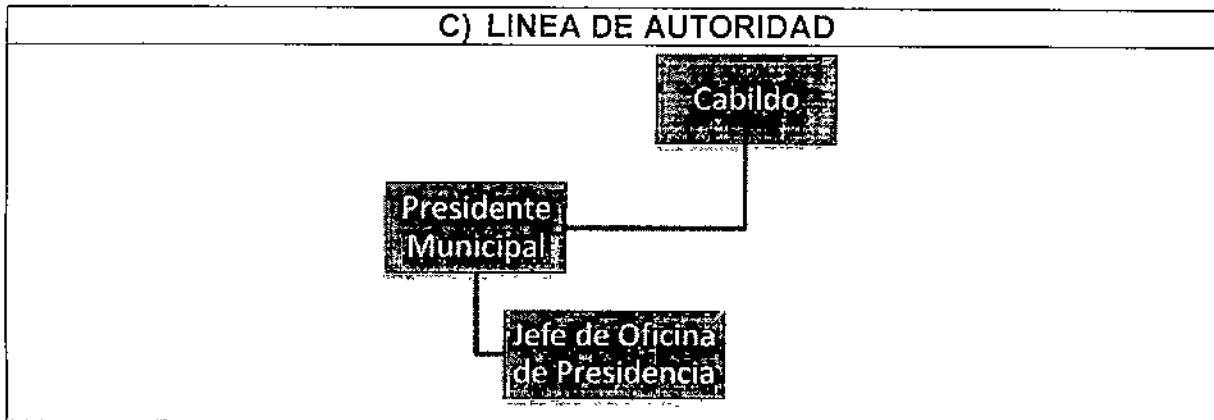 C) LINEA DE AUTORIDAD
Cabildo
Presidente
Municipal
Jefe de Oficina
de Presidencia